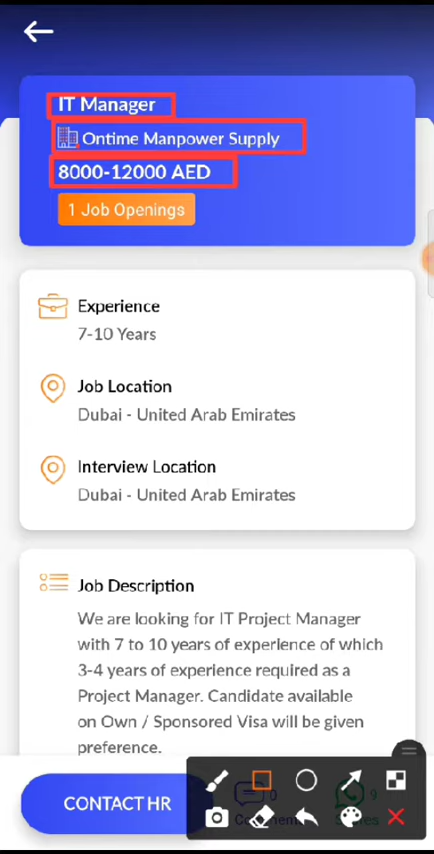 IT Manager
Ontime Manpower Supply
8000-12000 AED
1 Job Openings
Experience
7-10 Years
Job Location
Dubai - United Arab Emirates
Interview Location
Dubai - United Arab Emirates
Job Description
We are looking for IT Project Manager
with 7 to 10 years of experience of which
3-4 years of experience required as a
Project Manager. Candidate available
on Own / Sponsored Visa will be given
preference.
CONTACT HR